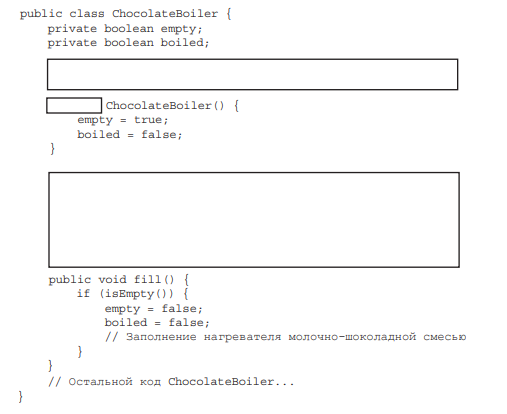 public class ChocolateBoiler {
private boolean empty;
private boolean boiled;
ChocolateBoiler() {
empty = true;
boiled = false;
}
public void fill() {
if (isEmpty()) {
empty = false;
boiled = false;
// Заполнение нагревателя молочно-шоколадной смесью
}
}
// Остальной код ChocolateBoiler...
}